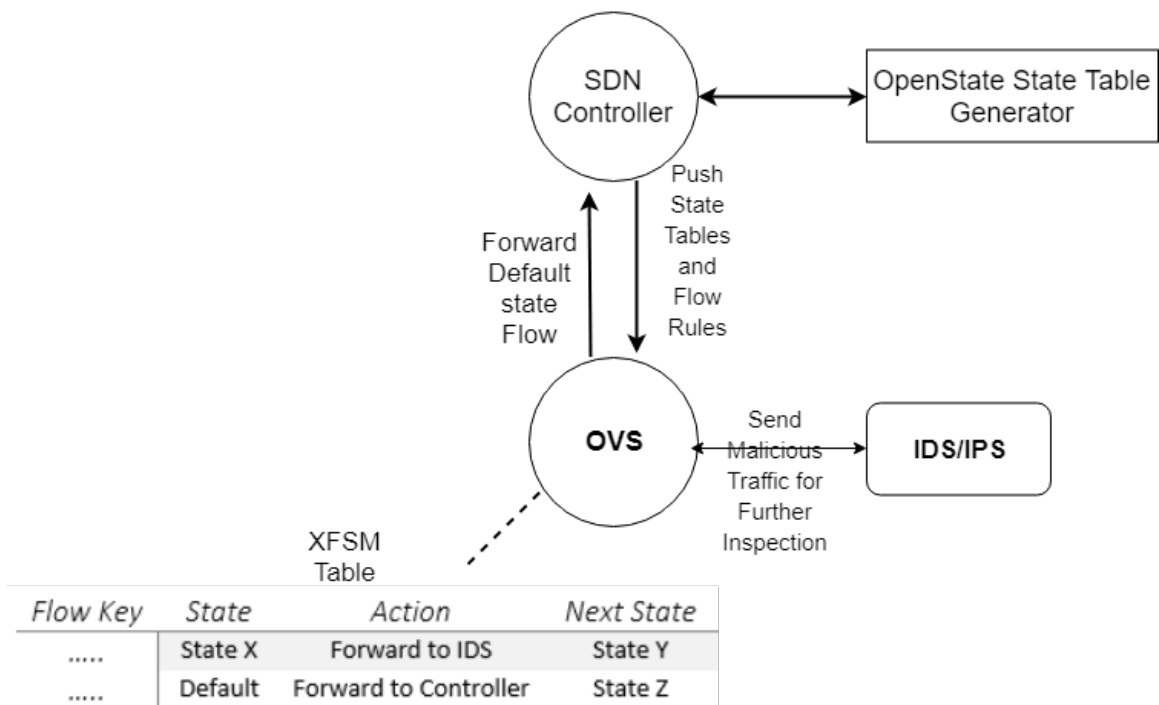 SDN
Controller
OpenState State Table
Generator
Forward
Default
state
Flow
Push
State
Tables
and
Flow
Rules
OVS
Send
Malicious
Traffic for
Further
Inspection
IDS/IPS
XFSM
Table
Flow Key State Action Next State
..... State X Forward to IDS State Y
..... Default Forward to Controller State Z